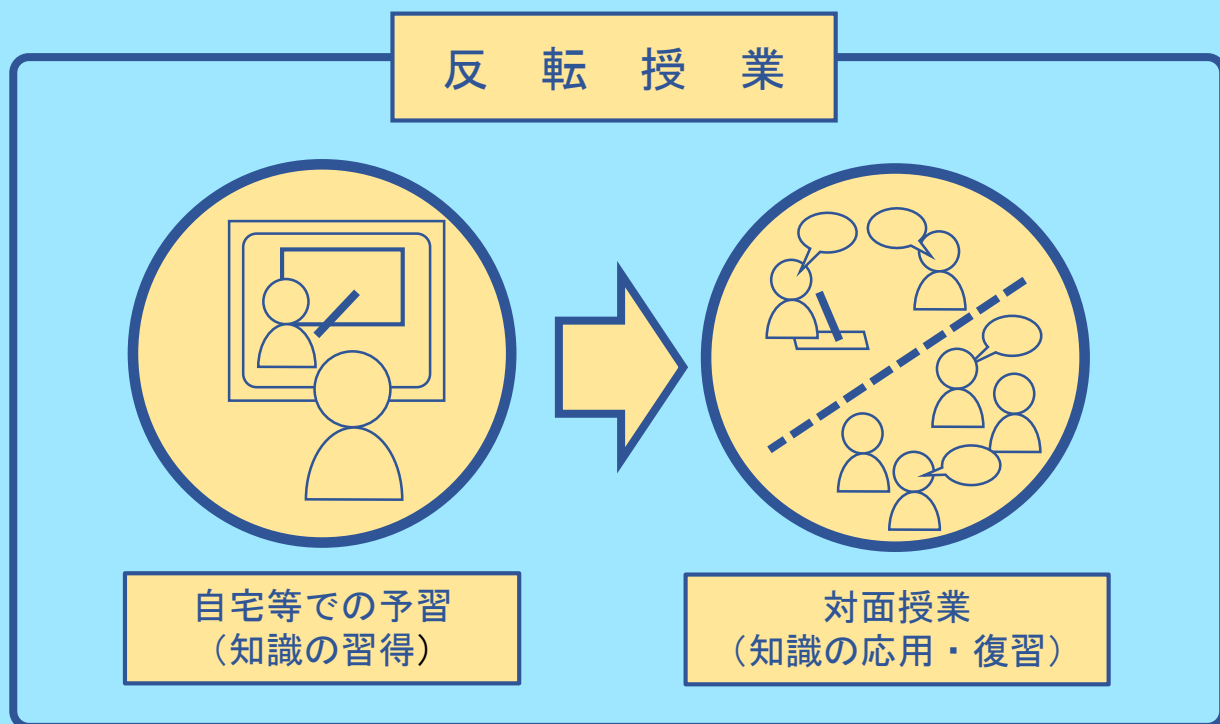 反転授業
自宅等での予習
（知識の習得）
対面授業
（知識の応用・復習）